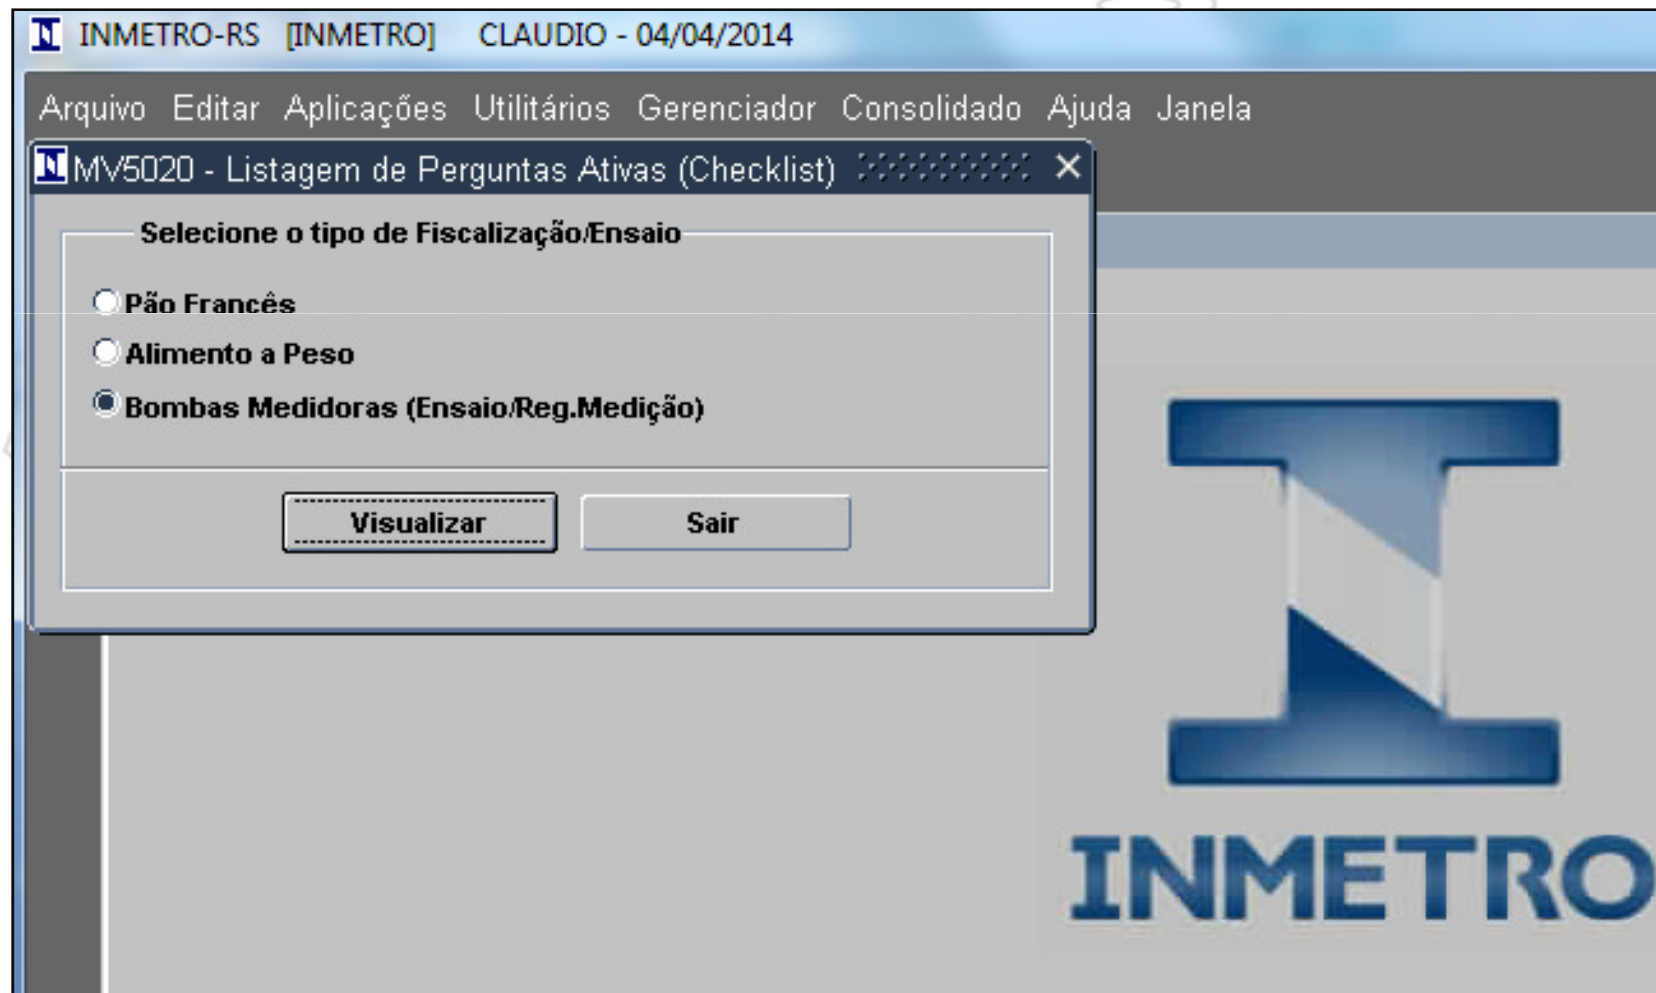 INMETRO-RS [INMETRO] CLAUDIO - 04/04/2014
Arquivo Editar Aplicações Utilitários Gerenciador Consolidado Ajuda Janela
MV5020 - Listagem de Perguntas Ativas (Checklist)
Selecione o tipo de Fiscalização/Ensaio
Pão Francês
Alimento a Peso
Bombas Medidoras (Ensaio/Reg.Medição)
Visualizar Sair
INMETRO